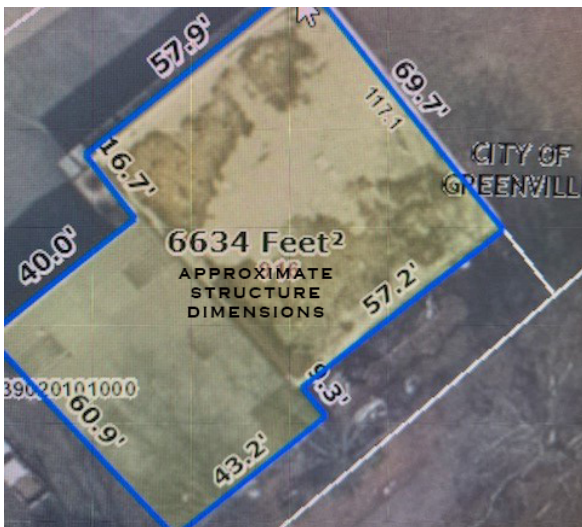 57.9'
69.7'
117.1
16.7'
CITY OF
GREENVILL
40.0'
6634 Feet²
APPROXIMATE
STRUCTURE
DIMENSIONS
57.2'
9.3'
39020101000
60.9'
43.2'